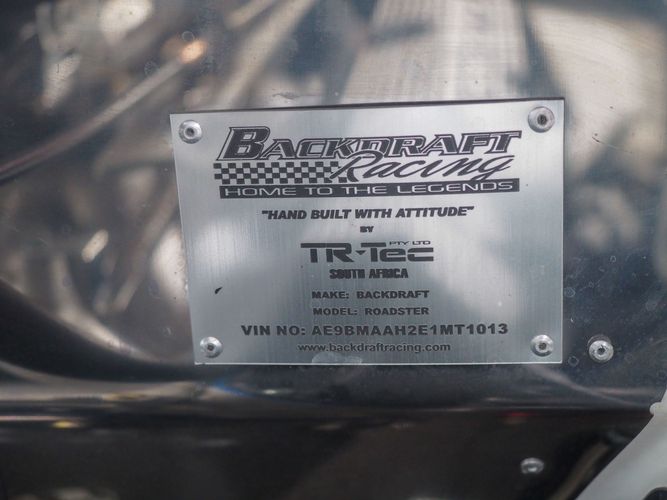 BACKDRAFT
Racing
HOME TO THE LEGENDS
"HAND BUILT WITH ATTITUDE"
BY
TR-Tec PTY LTD
SOUTH AFRICA
MAKE: BACKDRAFT
MODEL: ROADSTER
VIN NO: AE9BMAAH2E1MT1013
www.backdraftracing.com